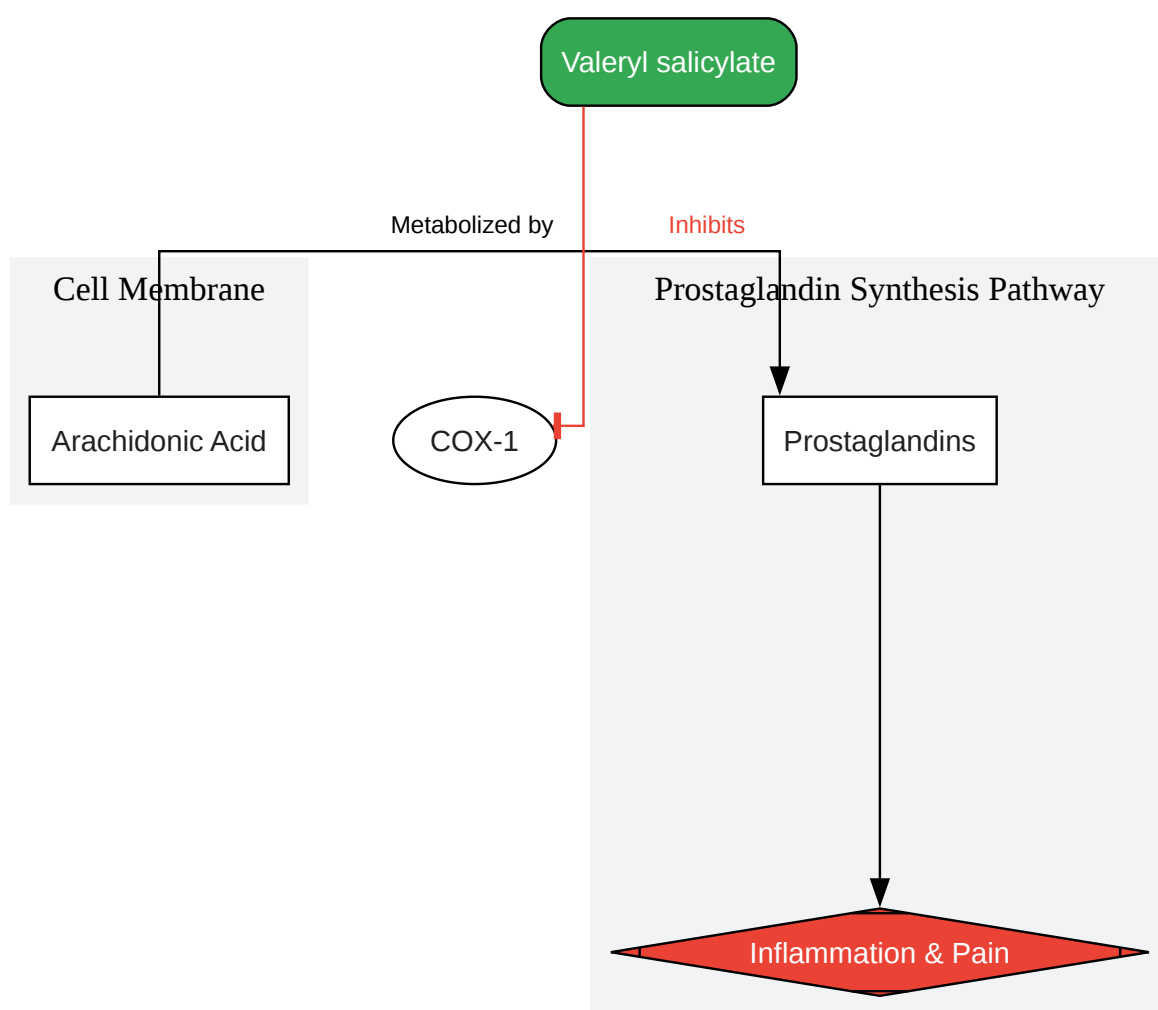 Valeryl salicylate
Metabolized by
Inhibits
Cell Membrane
Prostaglandin Synthesis Pathway
Arachidonic Acid
COX-1
Prostaglandins
Inflammation & Pain